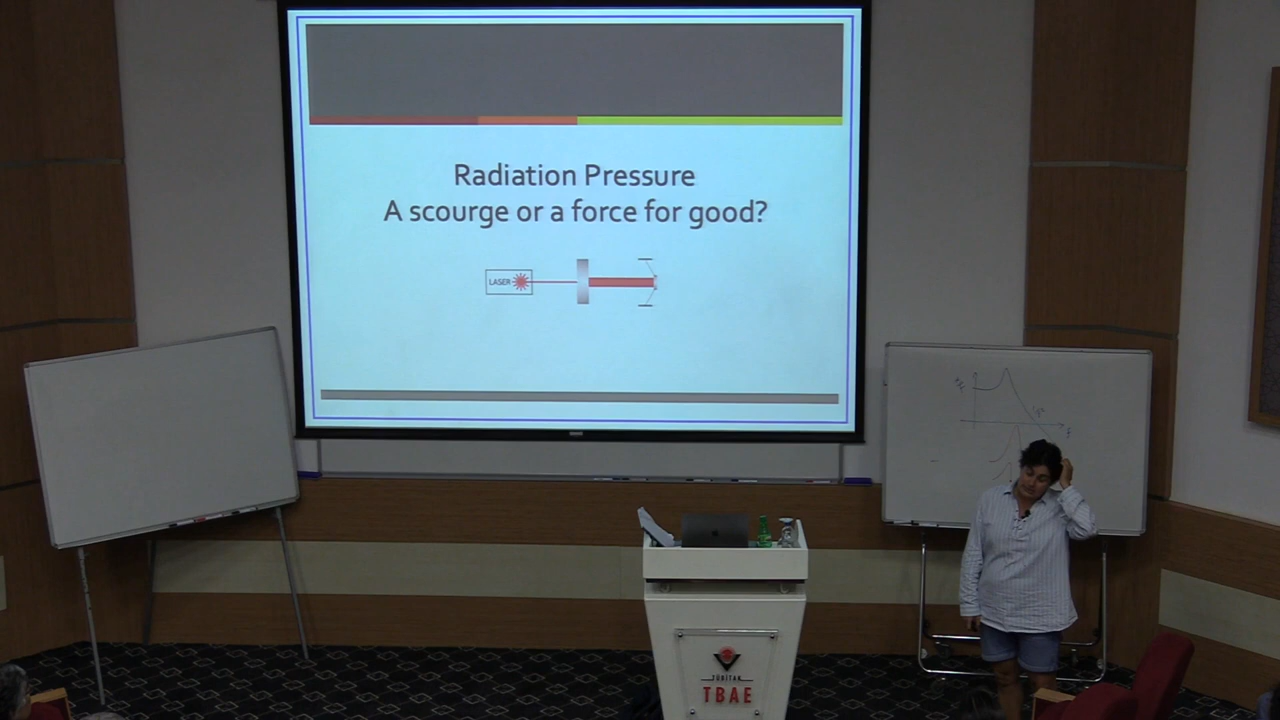 Radiation Pressure
A scourge or a force for good?
LASER
TÜBİTAK
TBAE